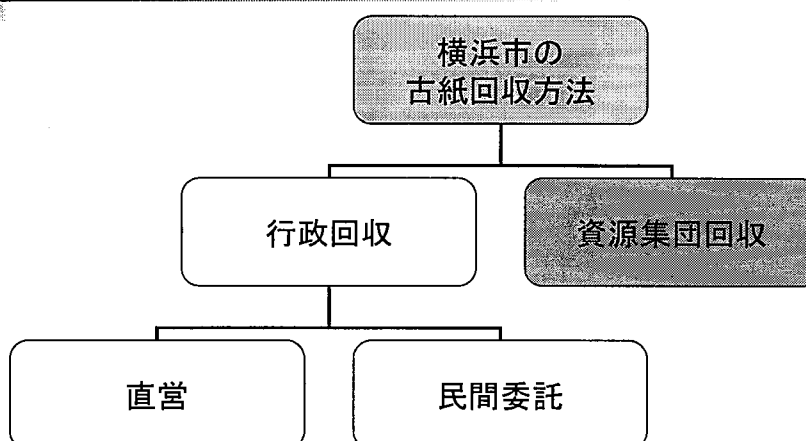 横浜市の
古紙回収方法
行政回収
資源集団回収
直営
民間委託